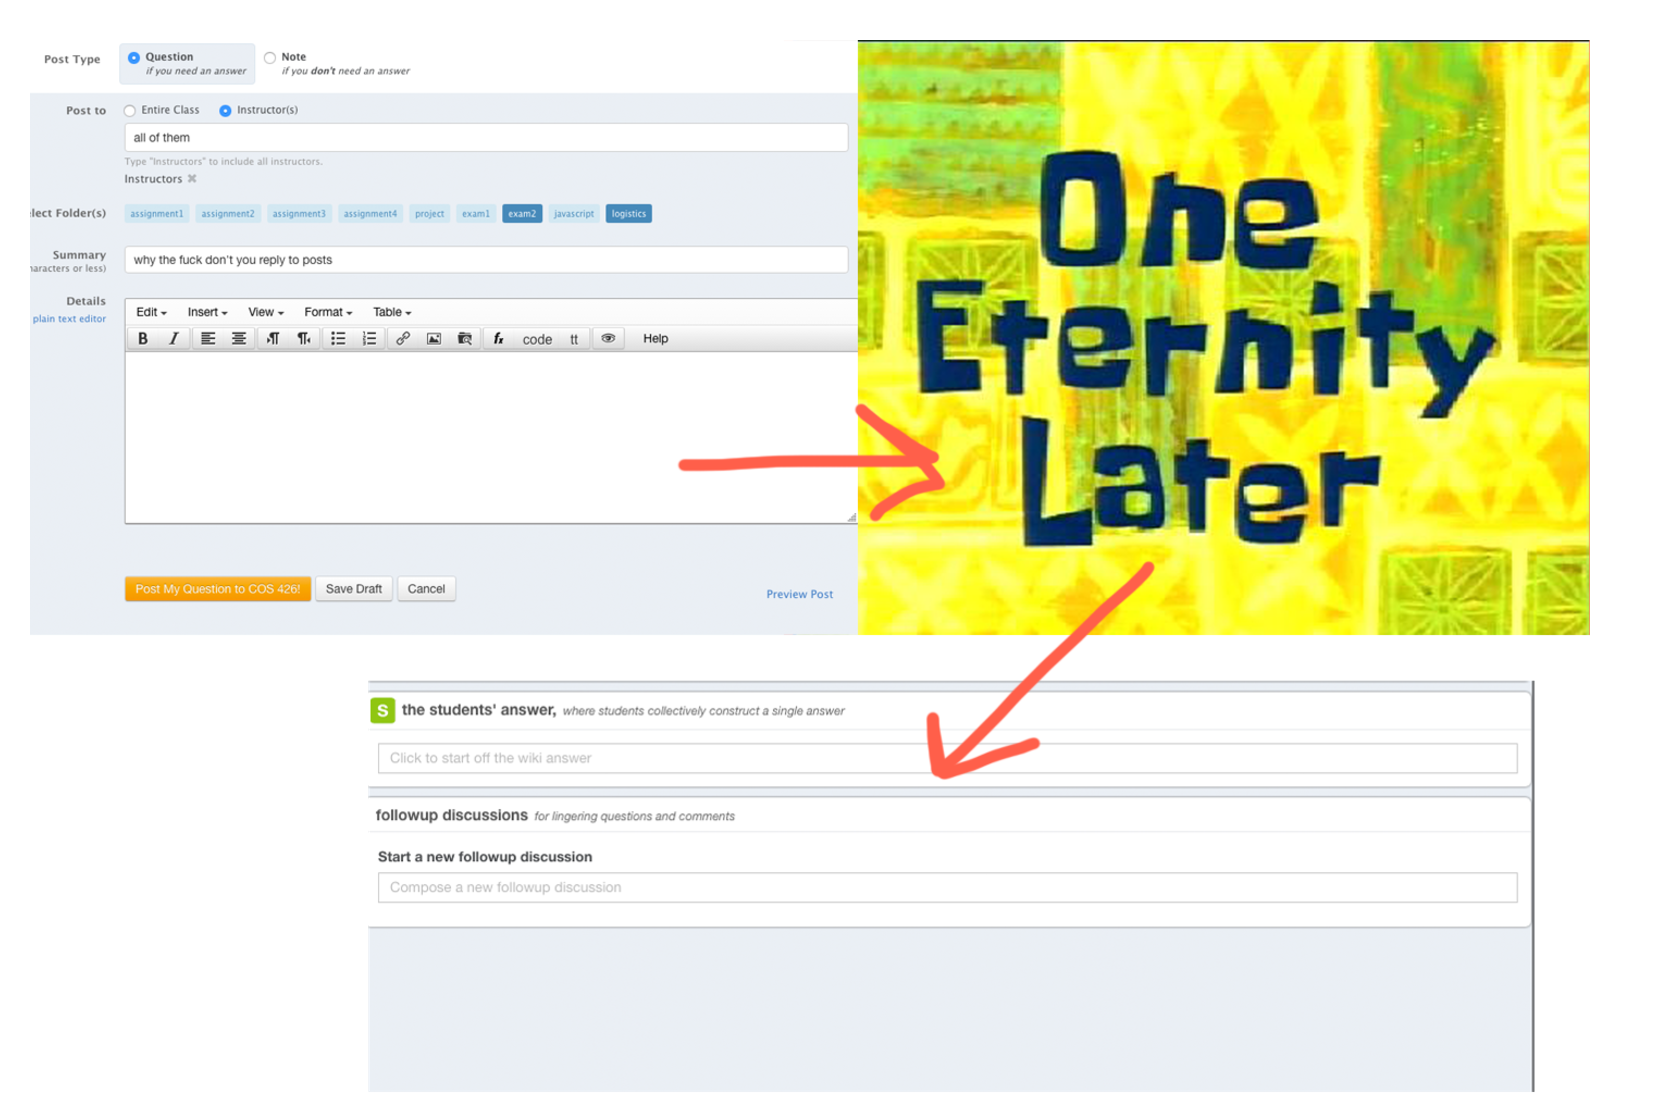 Post Type
Question
if you need an answer
Note
if you don't need an answer
Post to
Entire Class
Instructor(s)
all of them
Type "Instructors" to include all instructors.
Instructors
lect Folder(s)
assignment1 assignment2 assignment3 assignment4 project exam1 exam2 javascript logistics
Summary
haracters or less)
why the fuck don't you reply to posts
Details
plain text editor
Edit Insert View Format Table
B I code tt Help
Post My Question to COS 426! Save Draft Cancel
Preview Post
One
Eternity
Later
S the students' answer, where students collectively construct a single answer
Click to start off the wiki answer
followup discussions for lingering questions and comments
Start a new followup discussion
Compose a new followup discussion